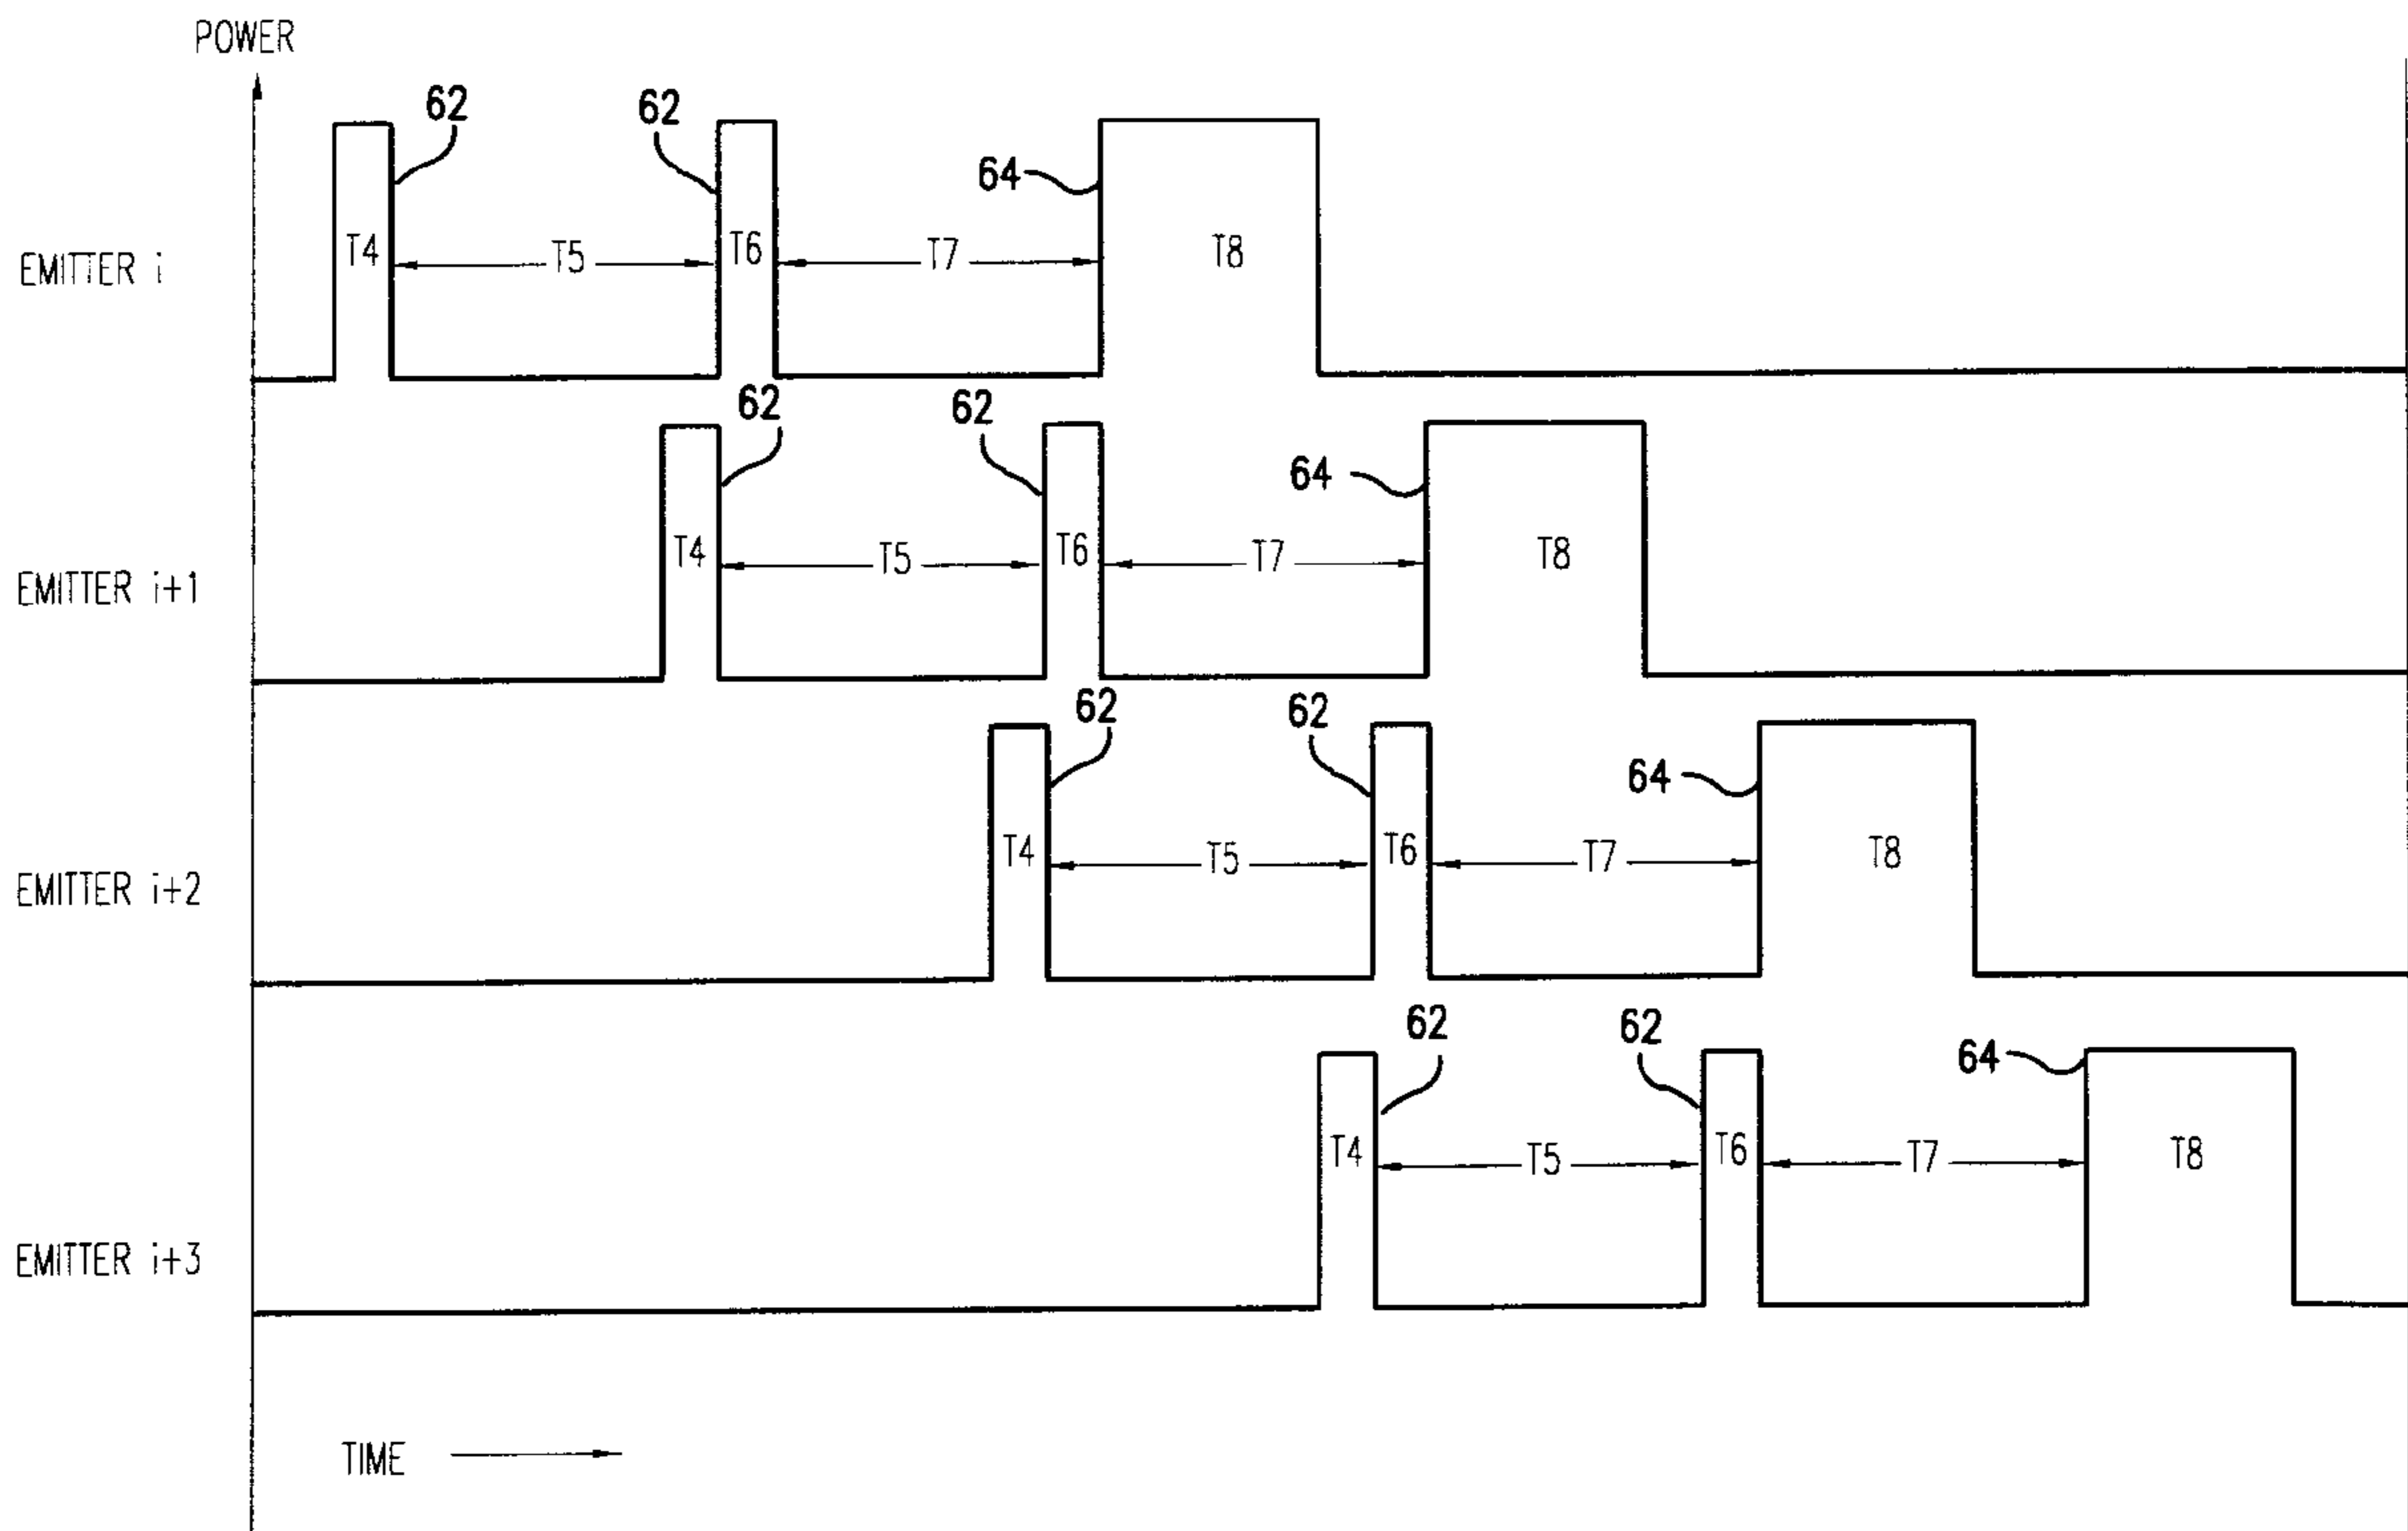 POWER
62 62
64
EMITTER i T4 T5 T6 T7 T8
62 62
64
EMITTER i+1 T4 T5 T6 T7 T8
62 62
64
EMITTER i+2 T4 T5 T6 T7 T8
62 62 64
T4 T5 T6 T7 T8
EMITTER i+3
TIME